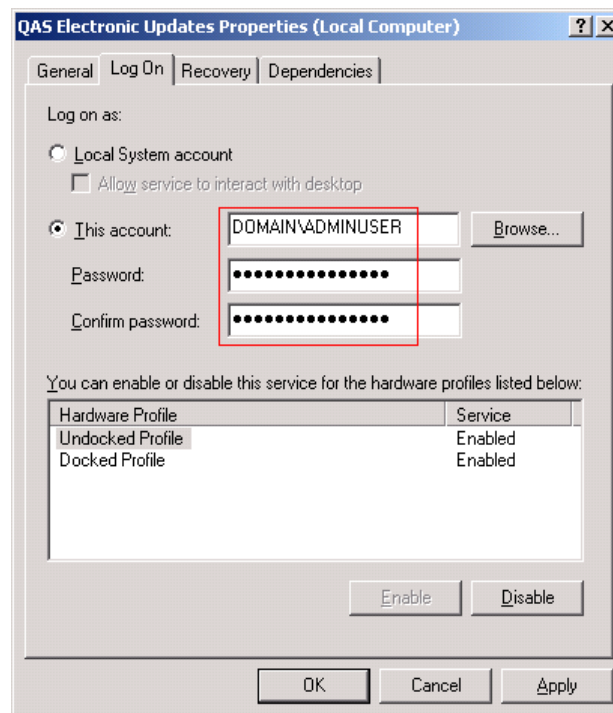 QAS Electronic Updates Properties (Local Computer)
General Log On Recovery Dependencies
Log on as:
Local System account
Allow service to interact with desktop
This account: DOMAIN\ADMINUSER Browse...
Password: ●●●●●●●●●●●●●●●
Confirm password: ●●●●●●●●●●●●●●●
You can enable or disable this service for the hardware profiles listed below:
Hardware Profile Service
Undocked Profile Enabled
Docked Profile Enabled
Enable Disable
OK Cancel Apply